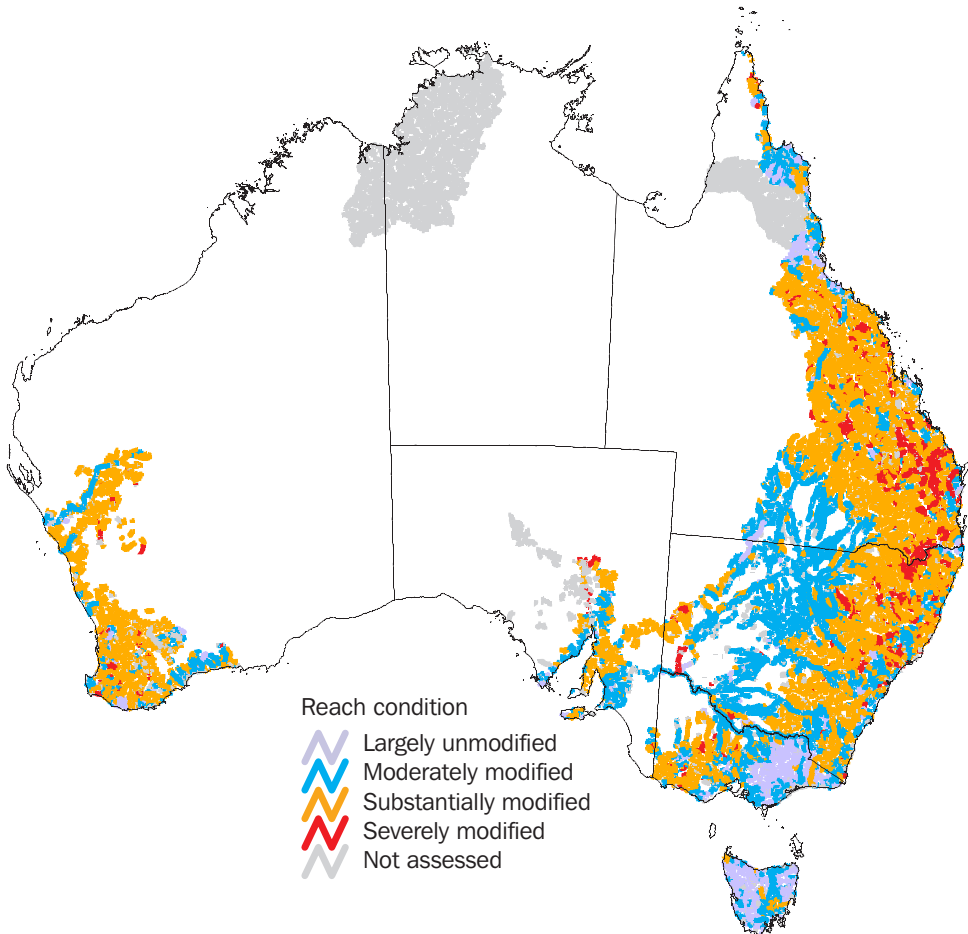 Reach condition
Largely unmodified
Moderately modified
Substantially modified
Severely modified
Not assessed